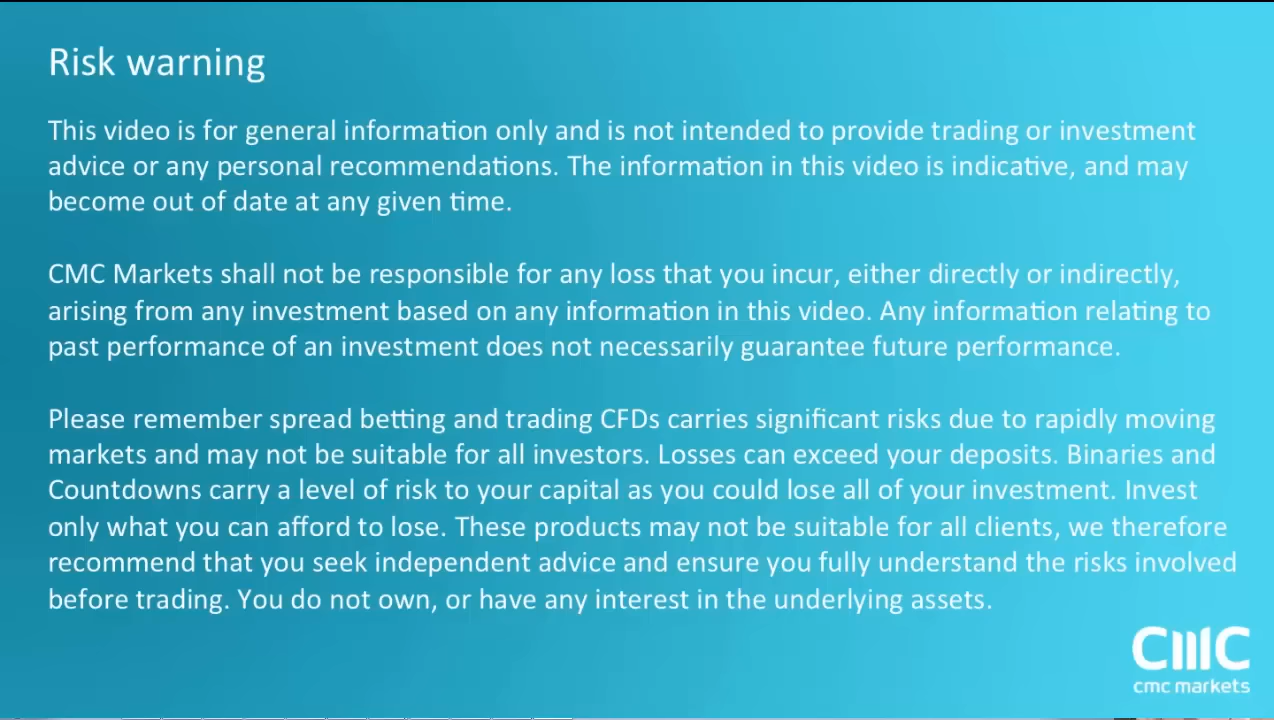 Risk warning
This video is for general information only and is not intended to provide trading or investment
advice or any personal recommendations. The information in this video is indicative, and may
become out of date at any given time.
CMC Markets shall not be responsible for any loss that you incur, either directly or indirectly,
arising from any investment based on any information in this video. Any information relating to
past performance of an investment does not necessarily guarantee future performance.
Please remember spread betting and trading CFDs carries significant risks due to rapidly moving
markets and may not be suitable for all investors. Losses can exceed your deposits. Binaries and
Countdowns carry a level of risk to your capital as you could lose all of your investment. Invest
only what you can afford to lose. These products may not be suitable for all clients, we therefore
recommend that you seek independent advice and ensure you fully understand the risks involved
before trading. You do not own, or have any interest in the underlying assets.
CMC
cmc markets